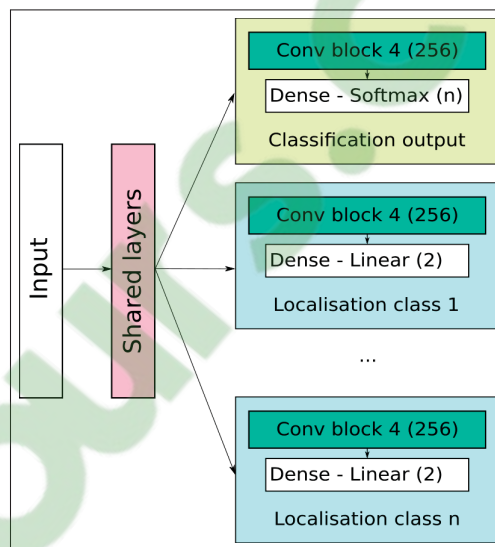 Conv block 4 (256)
Dense - Softmax (n)
Classification output
Input
Shared layers
Conv block 4 (256)
Dense - Linear (2)
Localisation class 1
...
Conv block 4 (256)
Dense - Linear (2)
Localisation class n